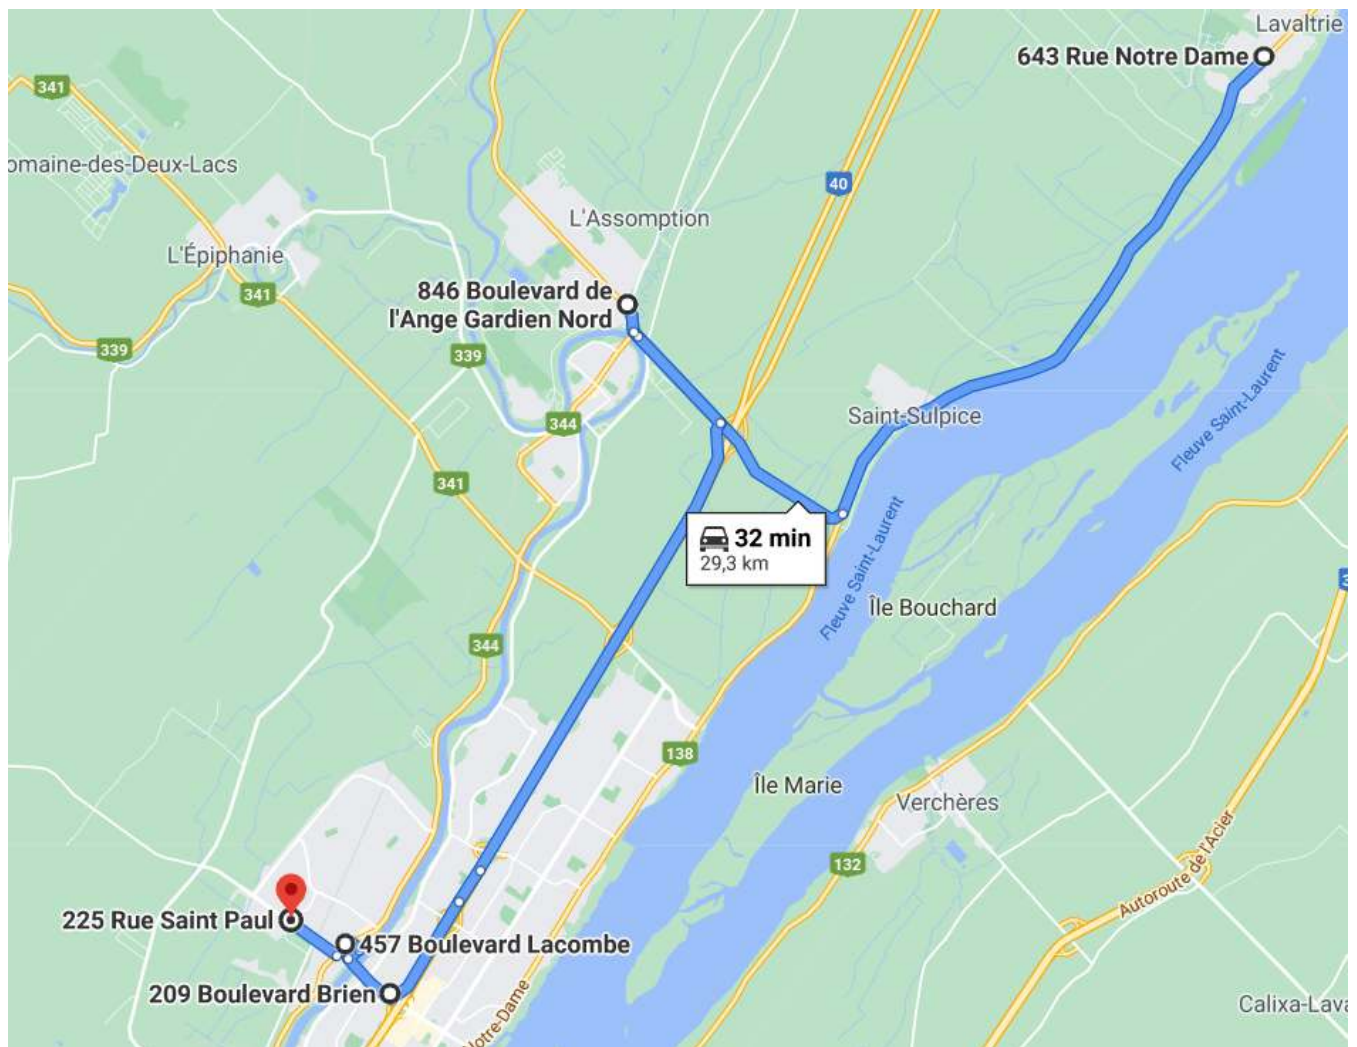 Lavaltrie
643 Rue Notre Dame
341
40
omaine-des-Deux-Lacs
L'Assomption
L'Épiphanie
846 Boulevard de
l'Ange Gardien Nord
341
339
339
Saint-Sulpice
344
Fleuve Saint-Laurent
341
32 min
29,3 km
Fleuve Saint-Laurent
Île Bouchard
344
138
Île Marie
Verchères
132
Autoroute de l'Acier
225 Rue Saint Paul
457 Boulevard Lacombe
209 Boulevard Brien
Notre-Dame
Calixa-Lava